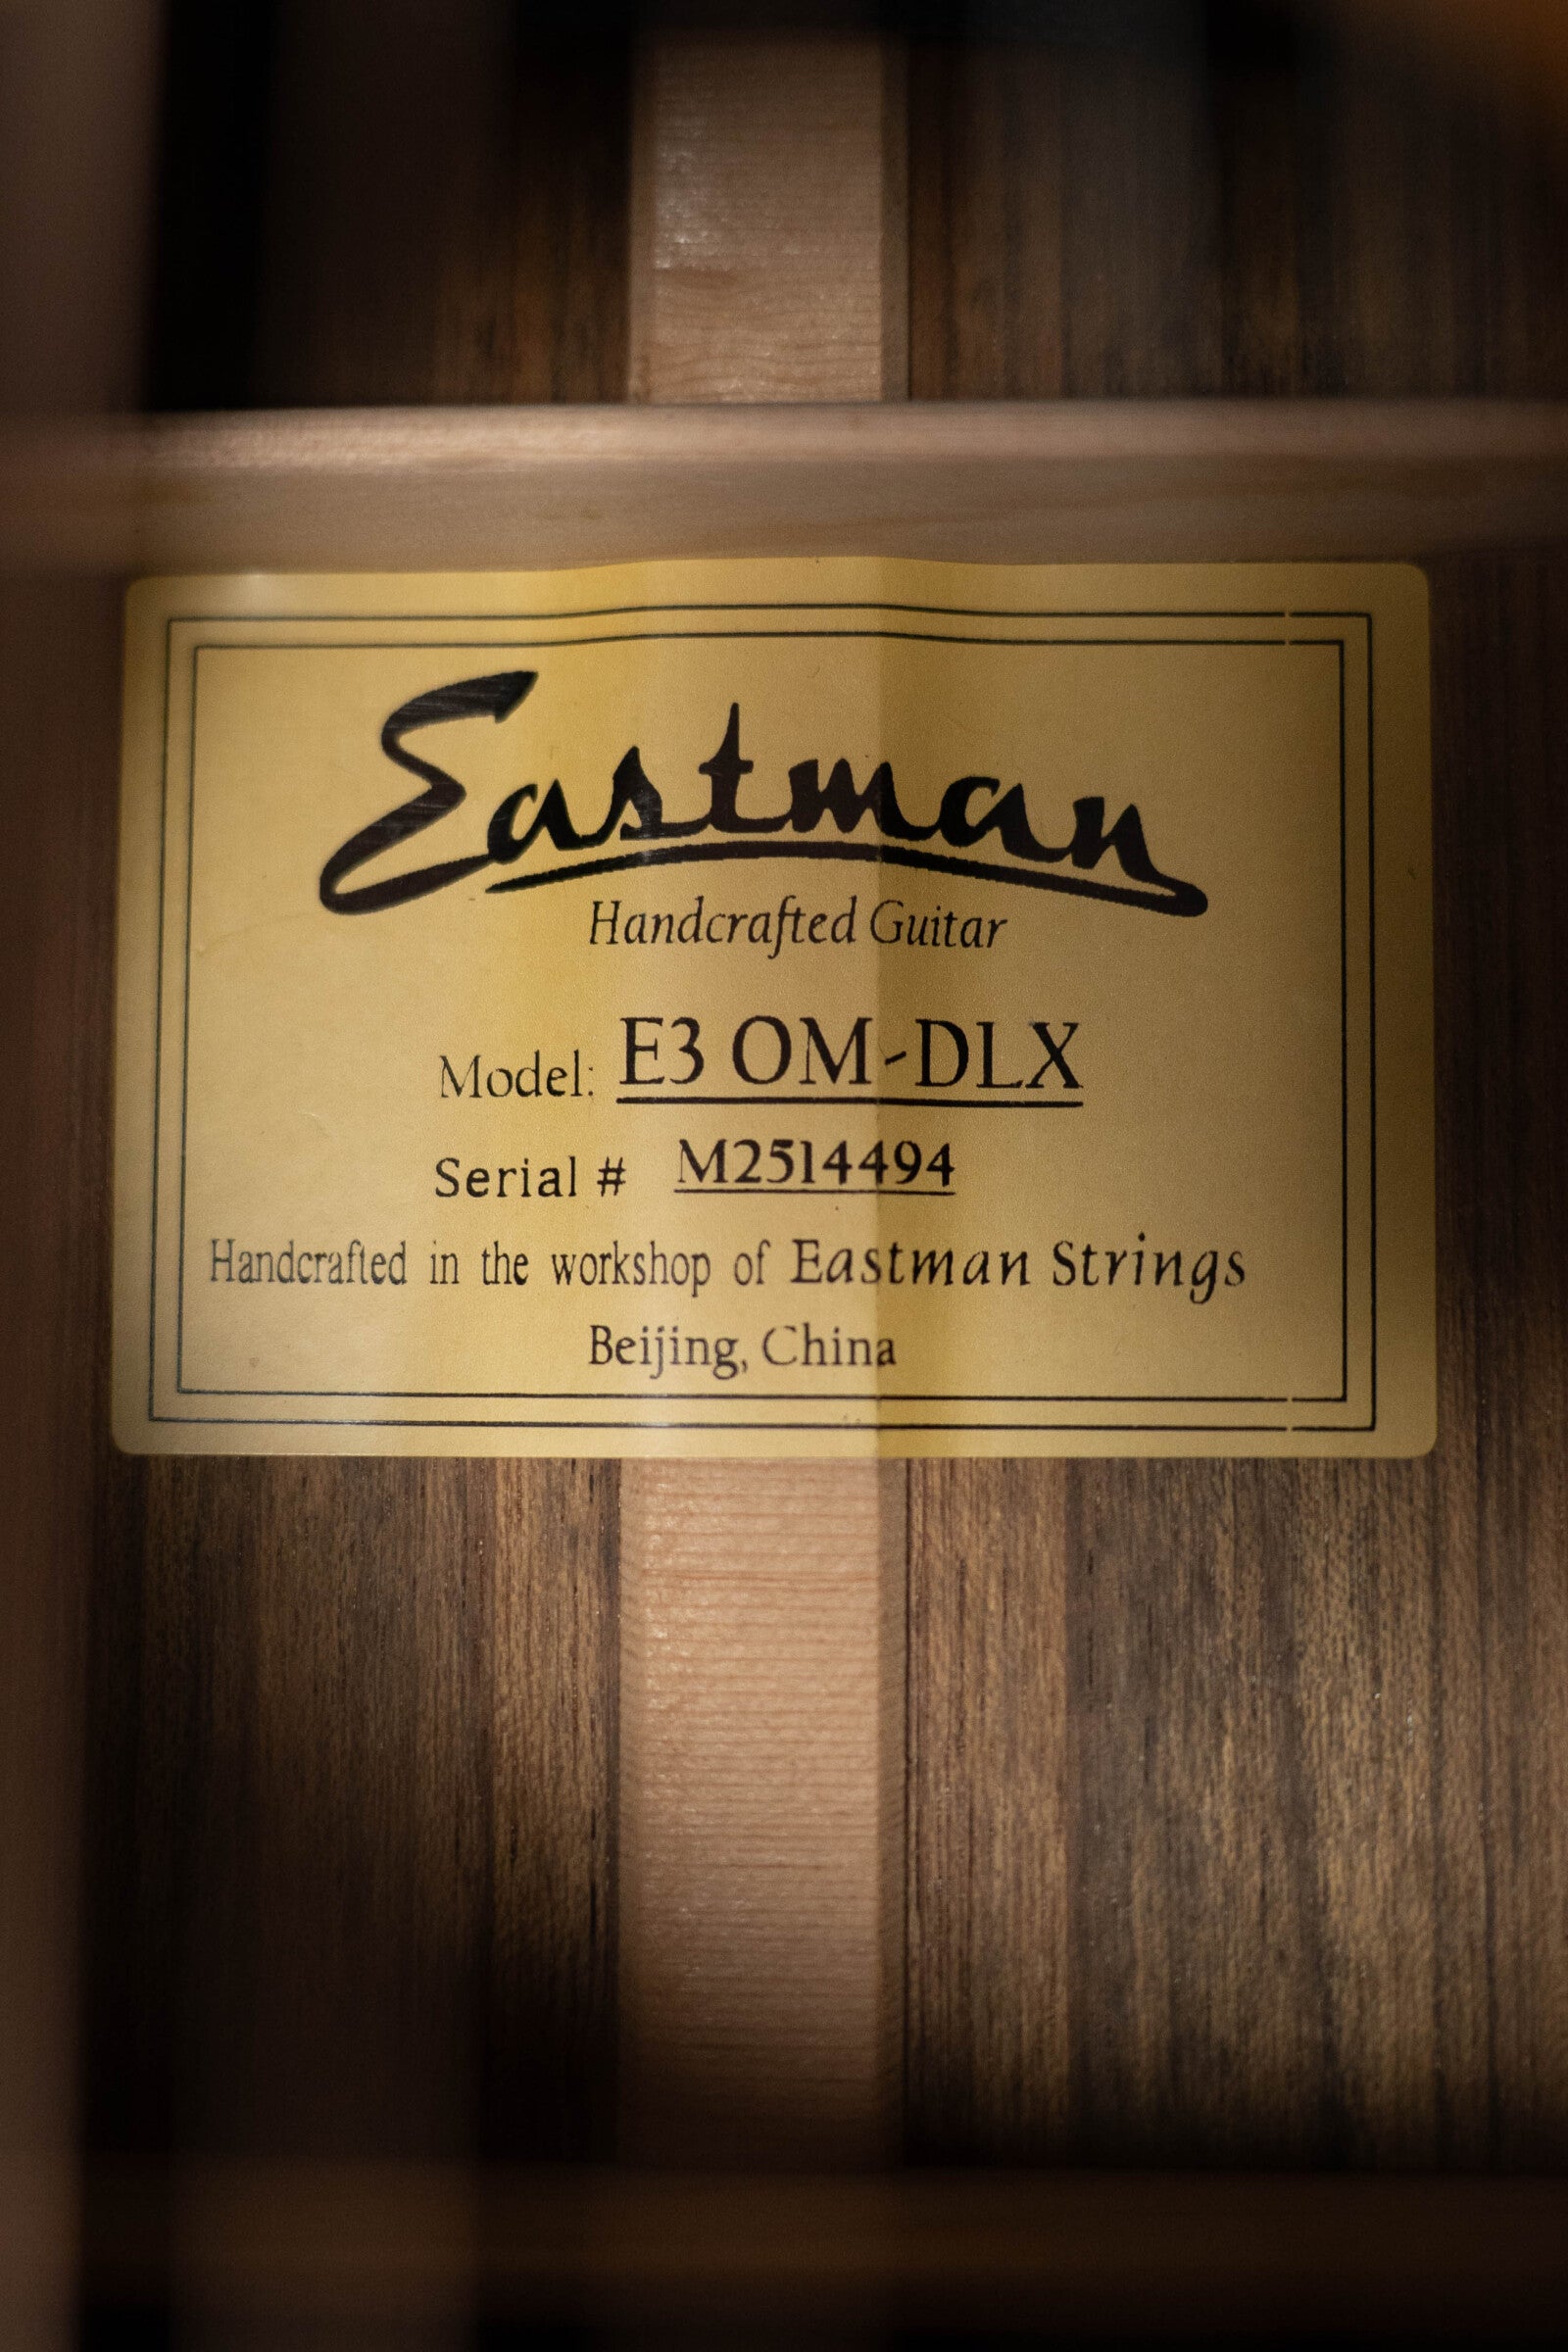 Eastman
Handcrafted Guitar
Model: E3 OM-DLX
Serial # M2514494
Handcrafted in the workshop of Eastman Strings
Beijing, China